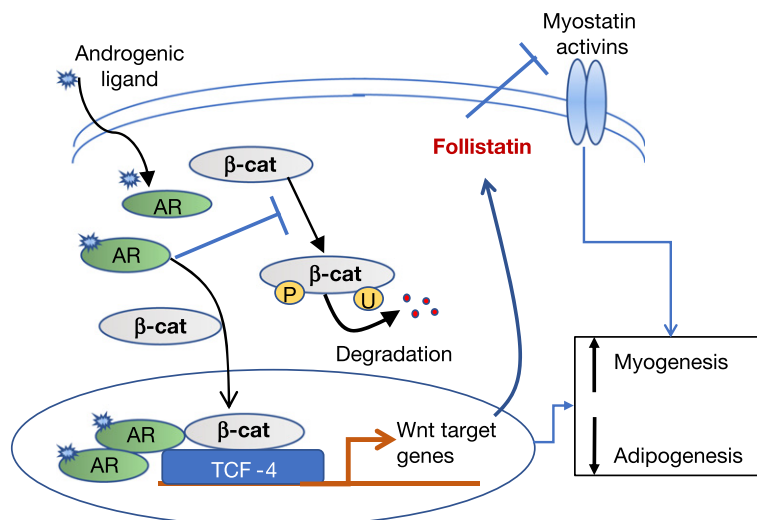 Myostatin
activins
Androgenic
ligand
Follistatin
β-cat
AR
AR
β-cat
P
U
β-cat
Degradation
Myogenesis
Adipogenesis
Wnt target
genes
AR
β-cat
AR
TCF -4